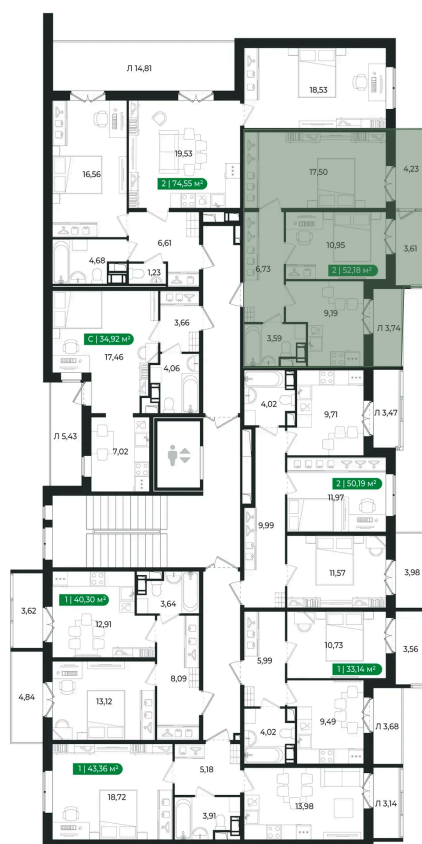 Л 14,81
18,53
16,56
19,53
2 | 74,55 м²
17,50
4,23
6,61
10,95
3,61
4,68
1,23
6,73
2 | 52,18 м²
3,66
9,19
С | 34,92 м²
17,46
4,06
3,59
Л 3,74
4,02
9,71
Л 3,47
Л 5,43
7,02
2 | 50,19 м²
11,97
9,99
11,57
3,98
3,62
1 | 40,30 м²
3,64
12,91
10,73
3,56
5,99
1 | 33,14 м²
8,09
4,84
13,12
9,49
Л 3,68
4,02
1 | 43,36 м²
5,18
18,72
13,98
Л 3,14
3,91